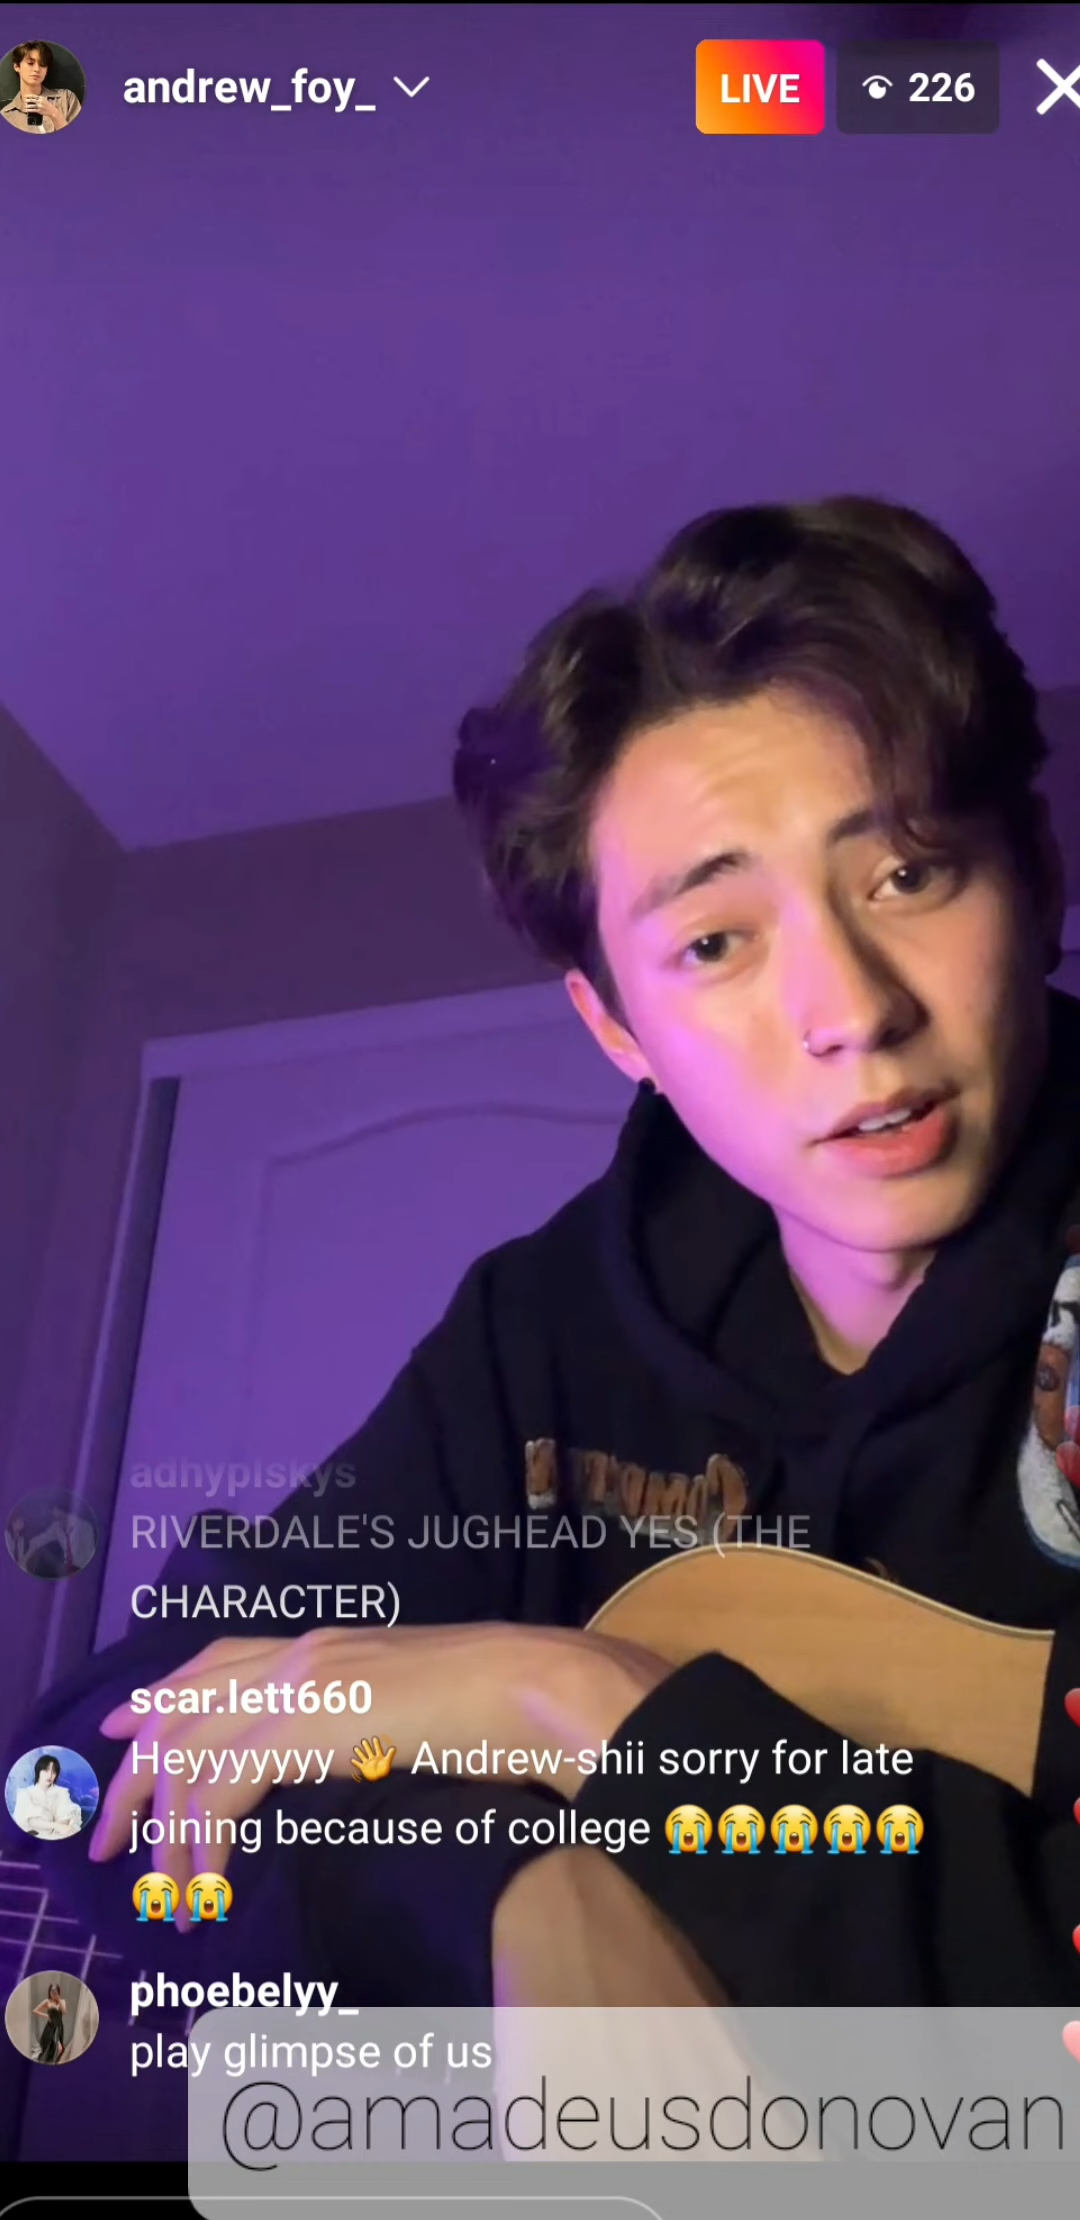 andrew_foy_
LIVE
226
adhypiskys
RIVERDALE'S JUGHEAD YES (THE
CHARACTER)
scar.lett660
Heyyyyyyy 👋 Andrew-shii sorry for late
joining because of college 😭😭😭😭😭
😭😭
phoebelyy_
play glimpse of us
@amadeusdonovan